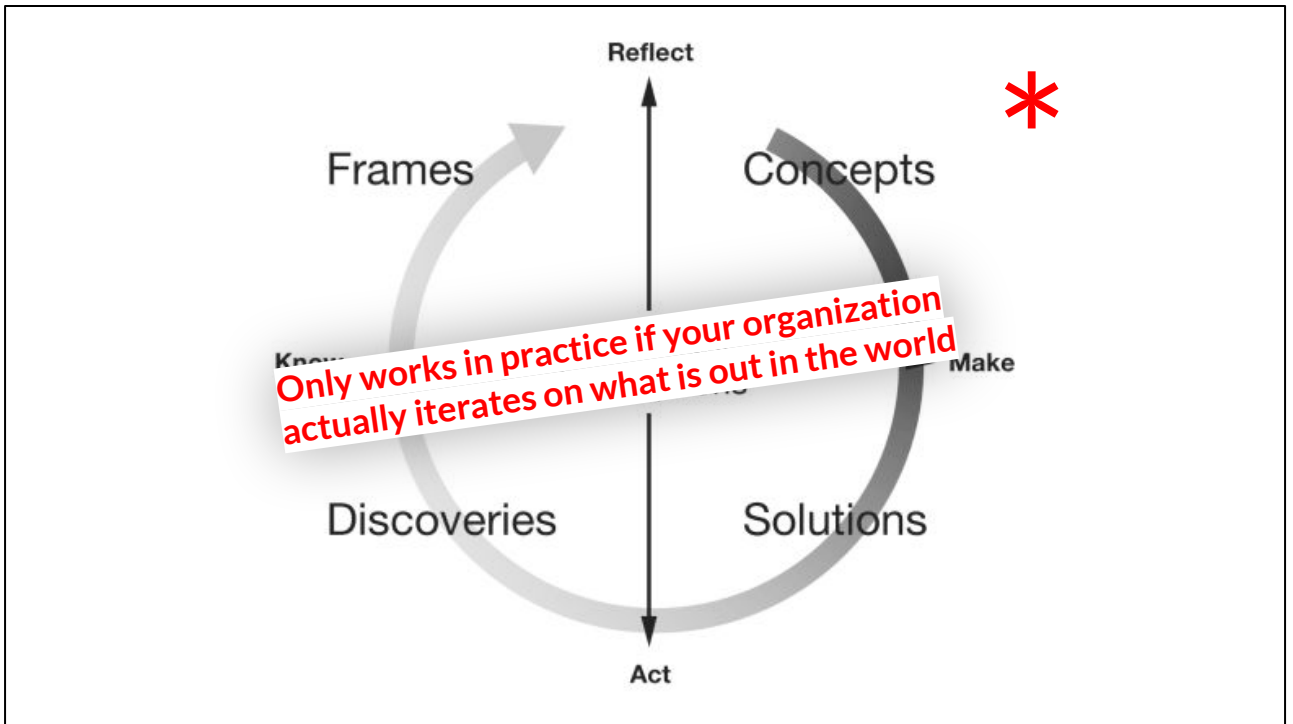 Reflect
*
Frames
Concepts
Only works in practice if your organization
actually iterates on what is out in the world
Make
Discoveries
Solutions
Act